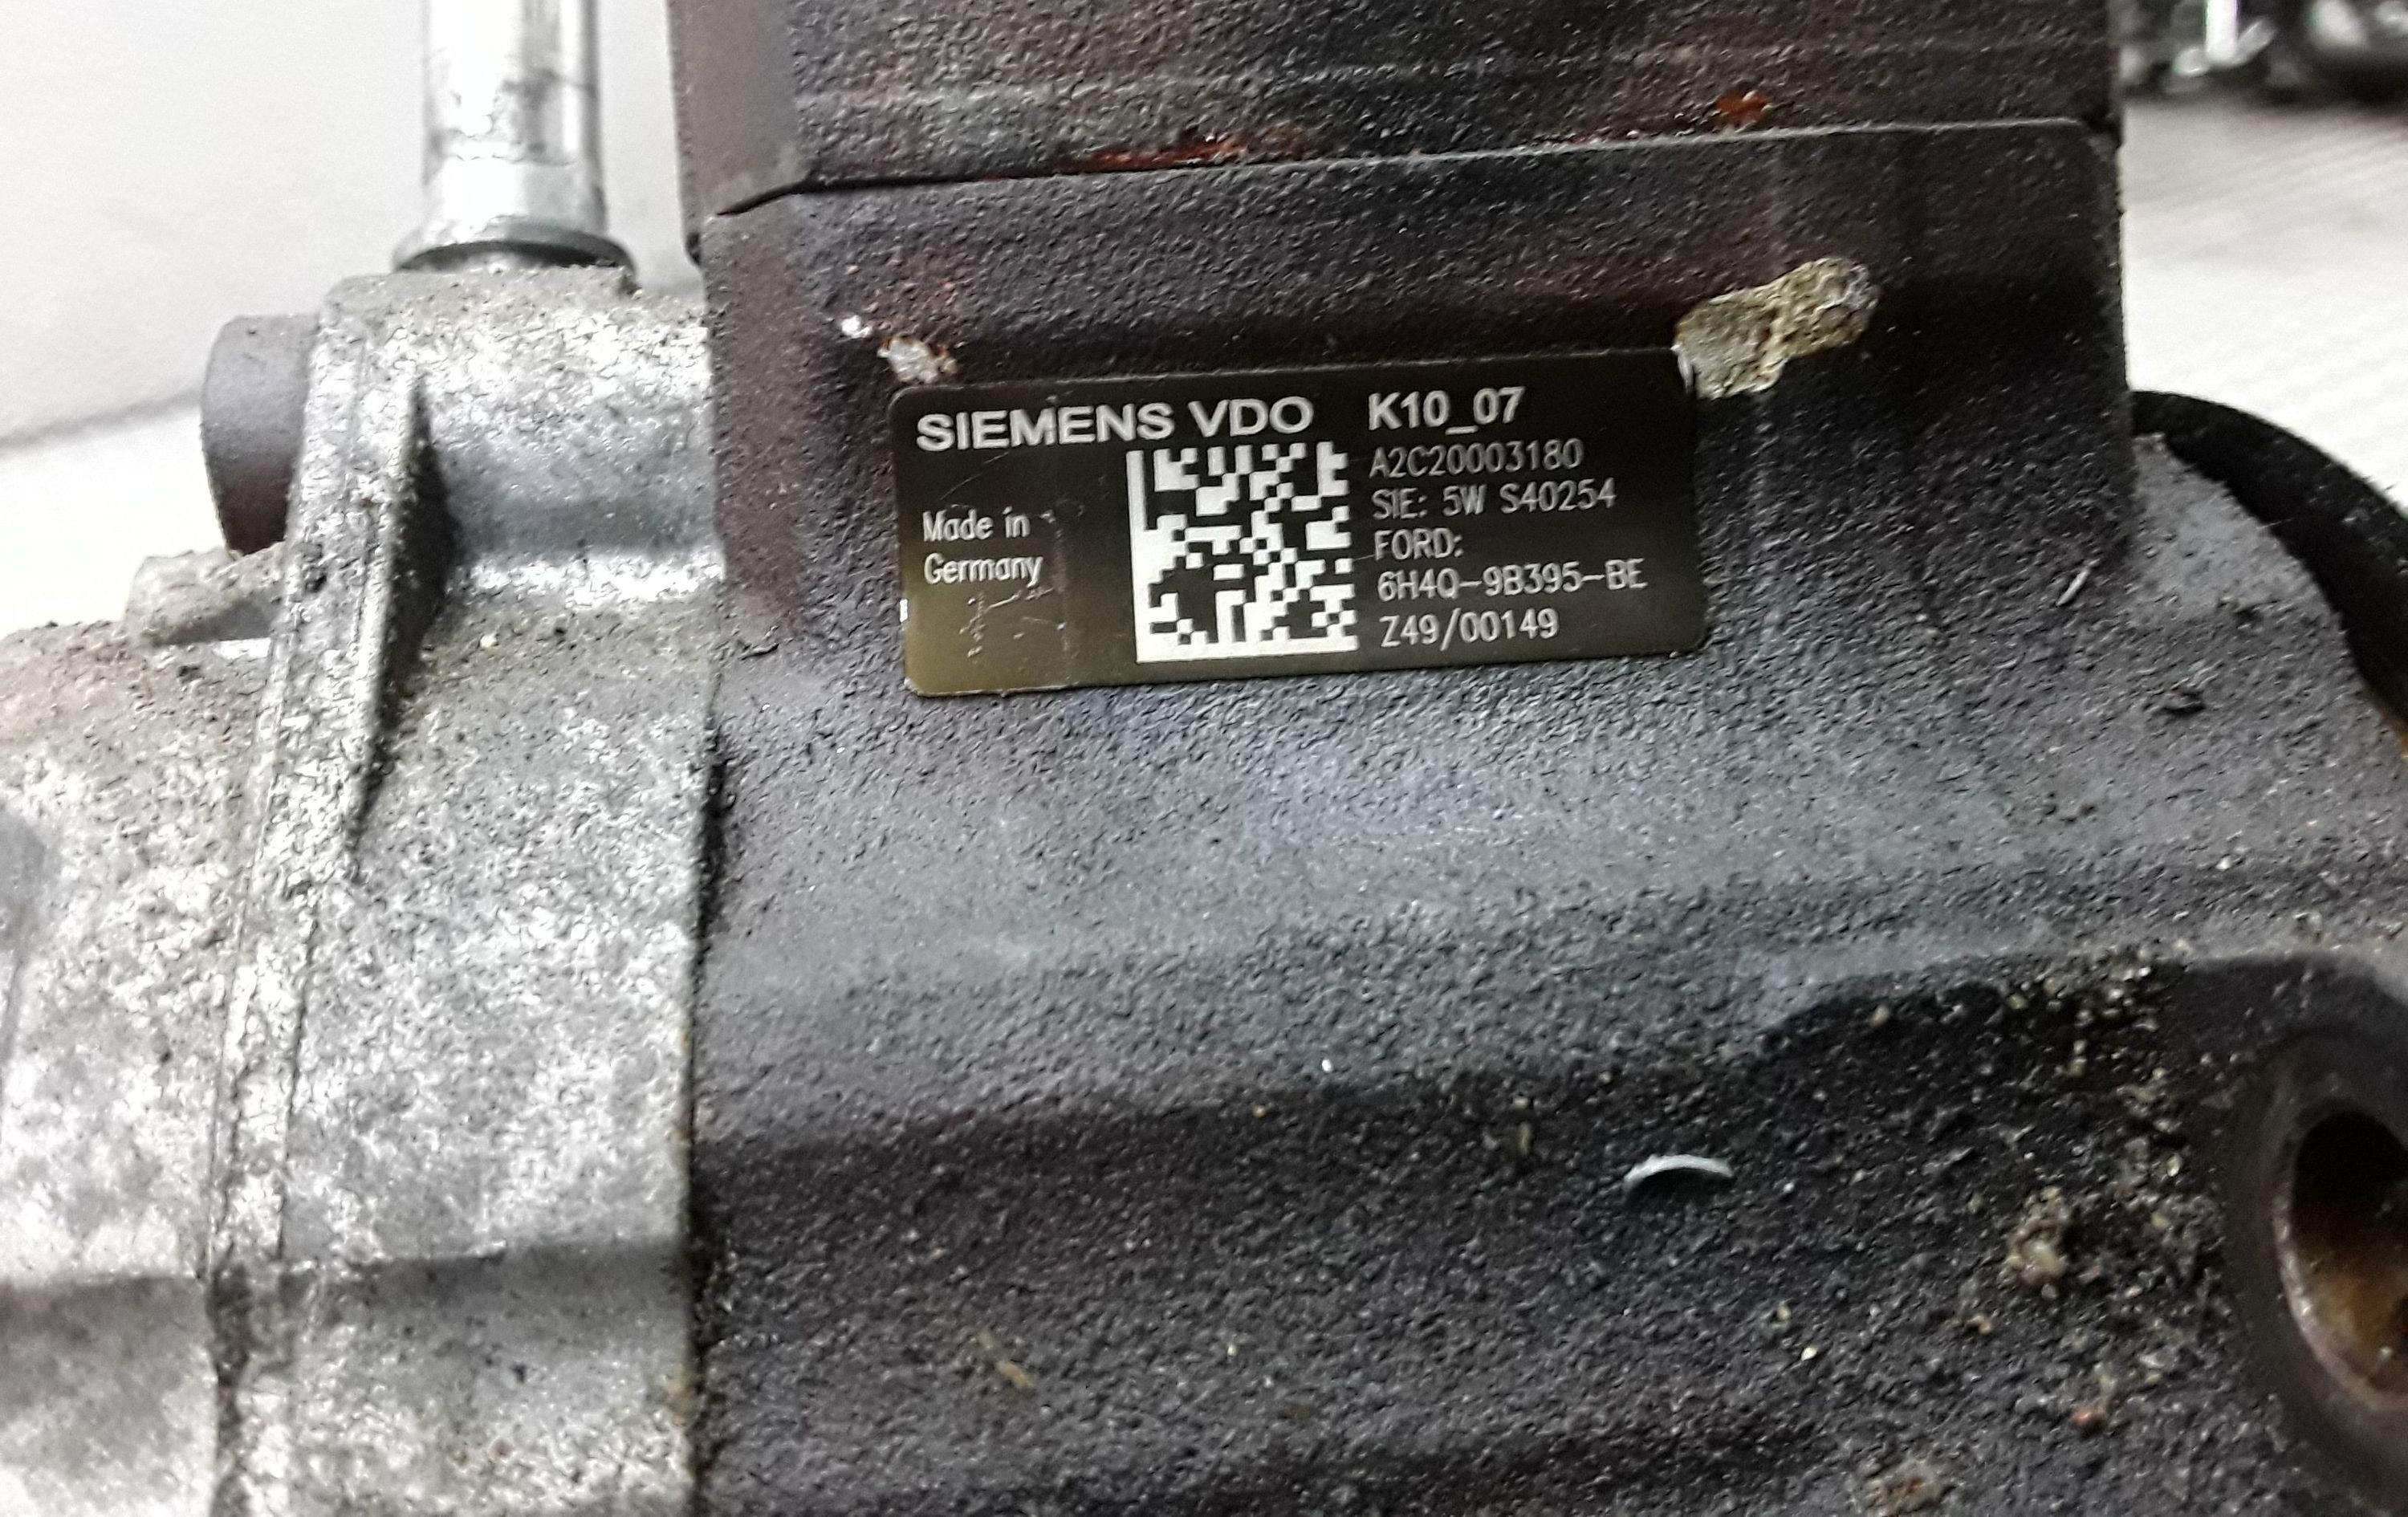 SIEMENS VDO K10_07
A2C20003180
SIE: 5W S40254
Made in
Germany
FORD:
6H4Q-9B395-BE
Z49/00149